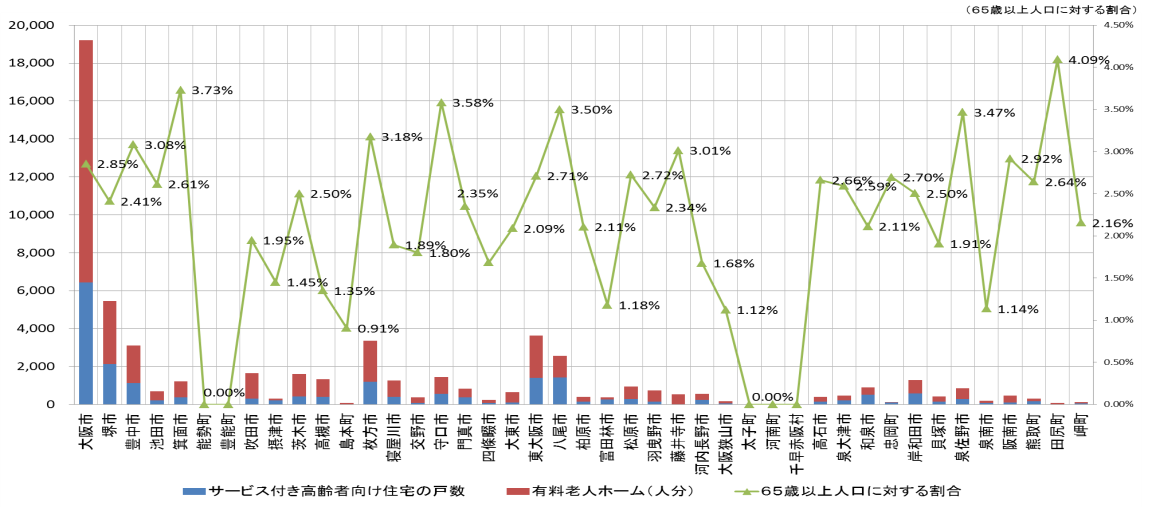 （65歳以上人口に対する割合）
20,000
18,000
16,000
14,000
12,000
10,000
8,000
6,000
4,000
2,000
0
4.50%
4.00%
3.50%
3.00%
2.50%
2.00%
1.50%
1.00%
0.50%
0.00%
2.85%
2.41%
3.08%
2.61%
3.73%
0.00%
1.95%
1.45%
2.50%
1.35%
0.91%
3.18%
1.89%
1.80%
3.58%
2.35%
2.09%
2.71%
3.50%
2.11%
1.18%
2.72%
2.34%
3.01%
1.68%
1.12%
0.00%
2.66%
2.59%
2.11%
2.70%
2.50%
1.91%
3.47%
1.14%
2.92%
2.64%
4.09%
2.16%
大阪市
堺市
豊中市
池田市
箕面市
能勢町
豊能町
吹田市
摂津市
茨木市
高槻市
島本町
枚方市
寝屋川市
交野市
守口市
門真市
四條畷市
大東市
東大阪市
八尾市
柏原市
富田林市
松原市
羽曳野市
藤井寺市
河内長野市
大阪狭山市
太子町
河南町
千早赤阪村
高石市
泉大津市
和泉市
忠岡町
岸和田市
貝塚市
泉佐野市
泉南市
阪南市
熊取町
田尻町
岬町
サービス付き高齢者向け住宅の戸数
有料老人ホーム（人分）
65歳以上人口に対する割合